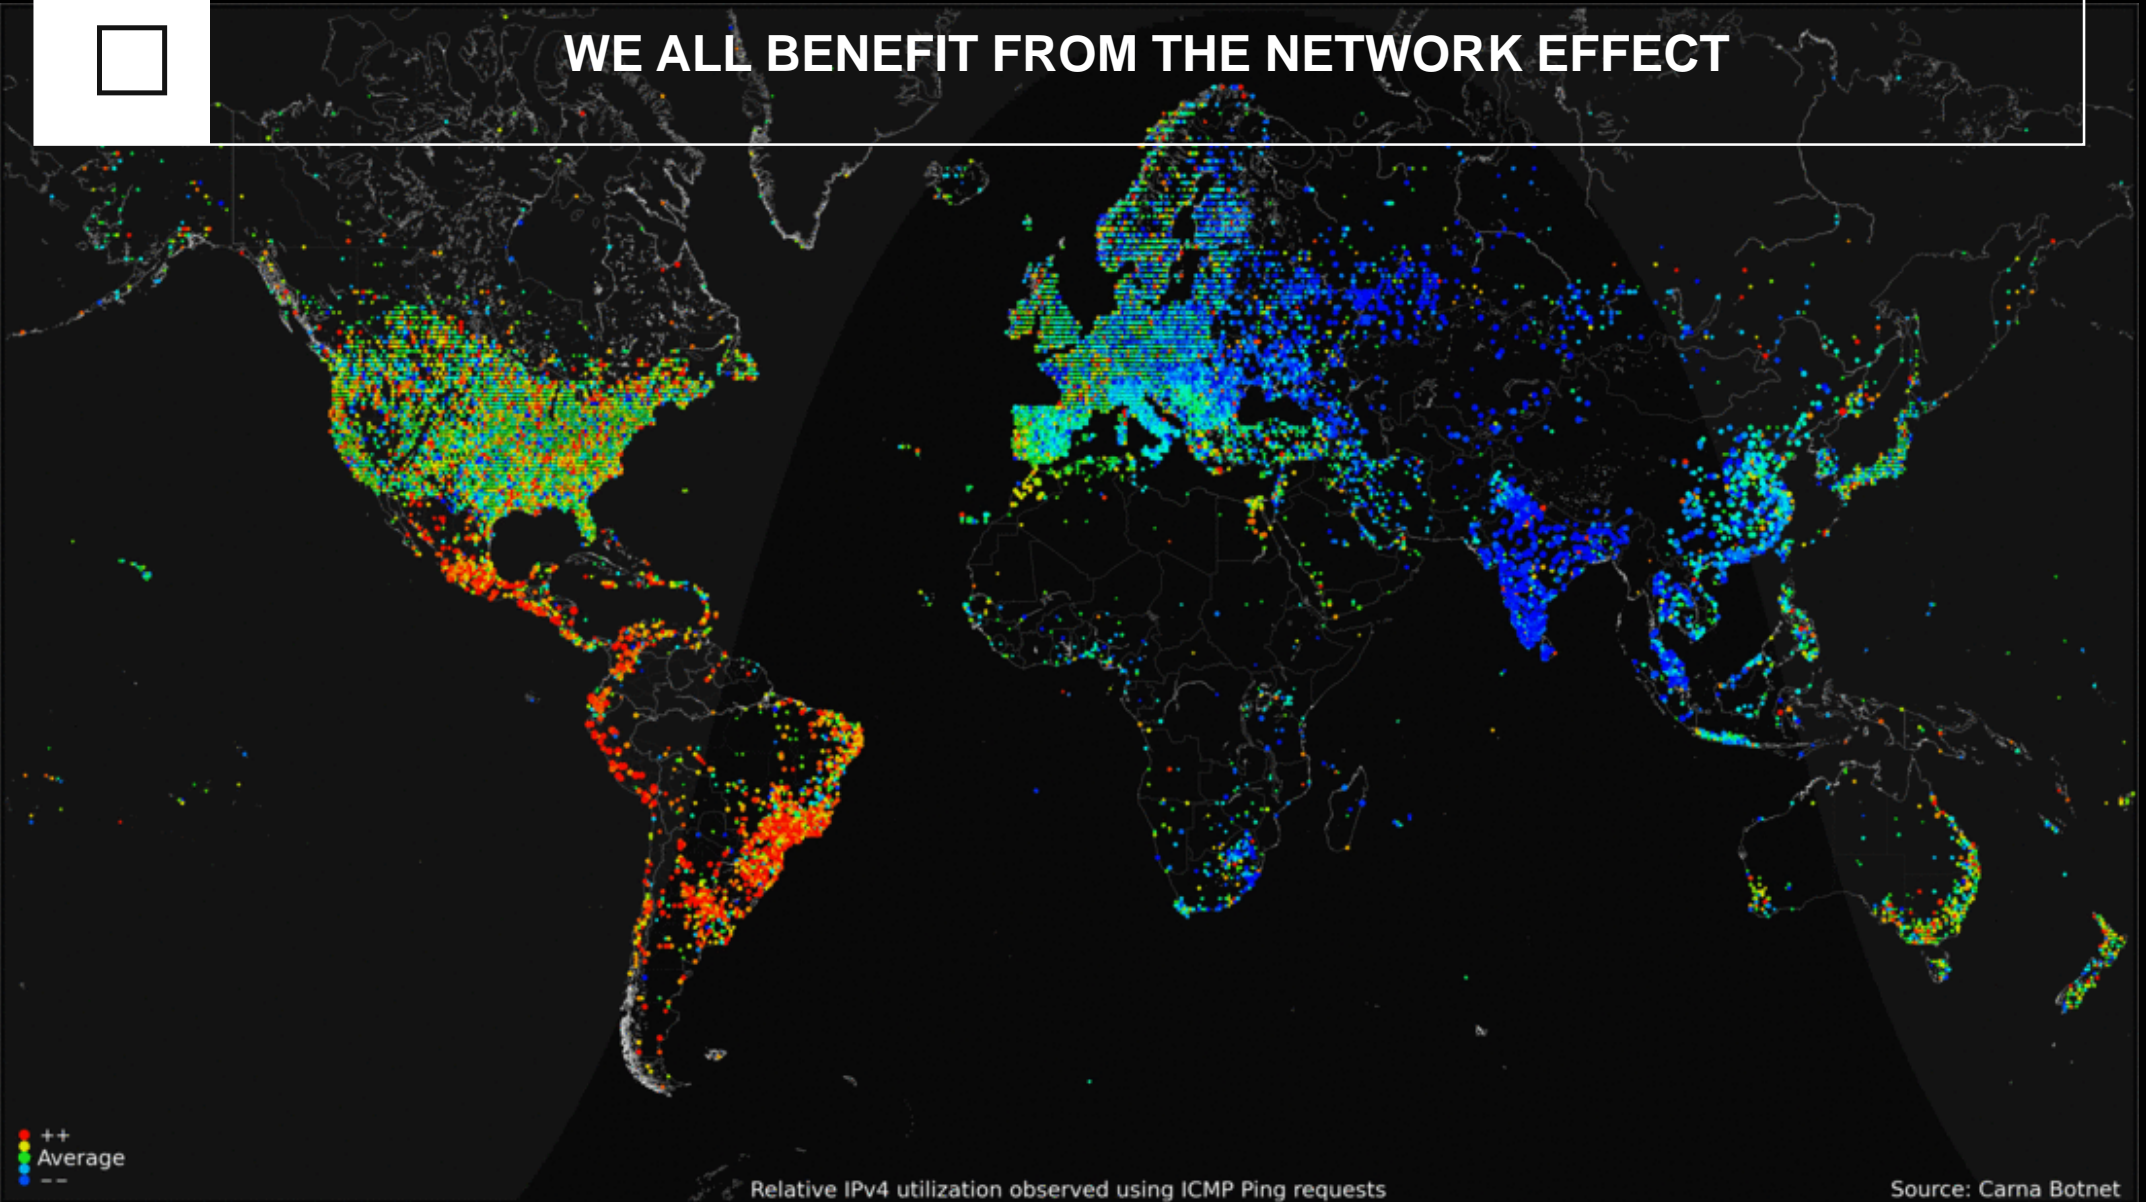 WE ALL BENEFIT FROM THE NETWORK EFFECT
++
Average
--
Relative IPv4 utilization observed using ICMP Ping requests
Source: Carna Botnet